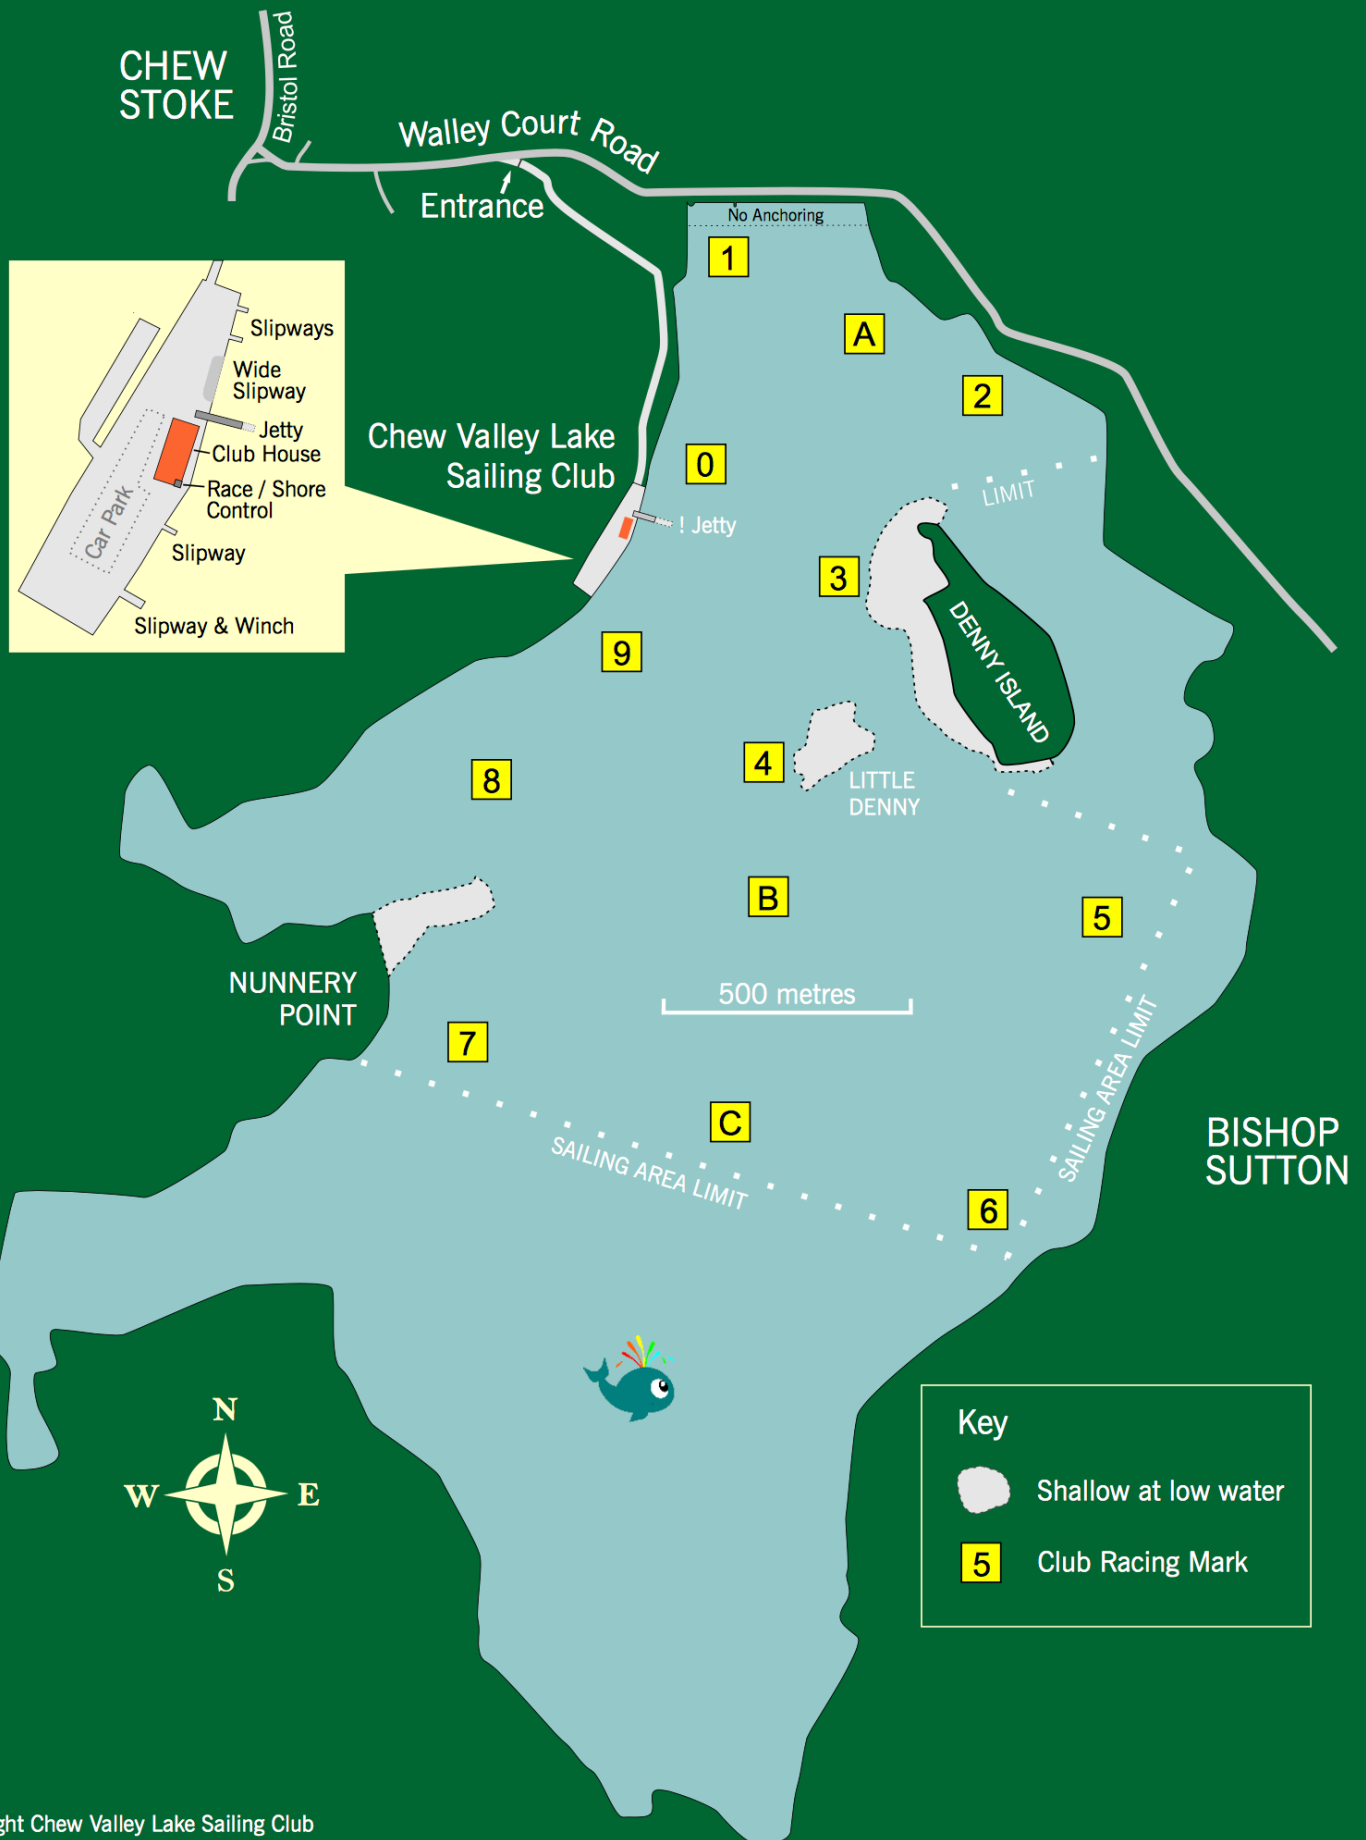 CHEW
STOKE
Bristol Road
Walley Court Road
Entrance
No Anchoring
1
A
2
0
LIMIT
Chew Valley Lake
Sailing Club
! Jetty
Slipways
Wide
Slipway
Jetty
Club House
Race / Shore
Control
Car Park
Slipway
Slipway & Winch
3
DENNY ISLAND
9
4
LITTLE
DENNY
8
B
5
NUNNERY
POINT
500 metres
7
C
SAILING AREA LIMIT
SAILING AREA LIMIT
6
BISHOP
SUTTON
N
W
E
S
Key
Shallow at low water
5
Club Racing Mark
Chew Valley Lake Sailing Club